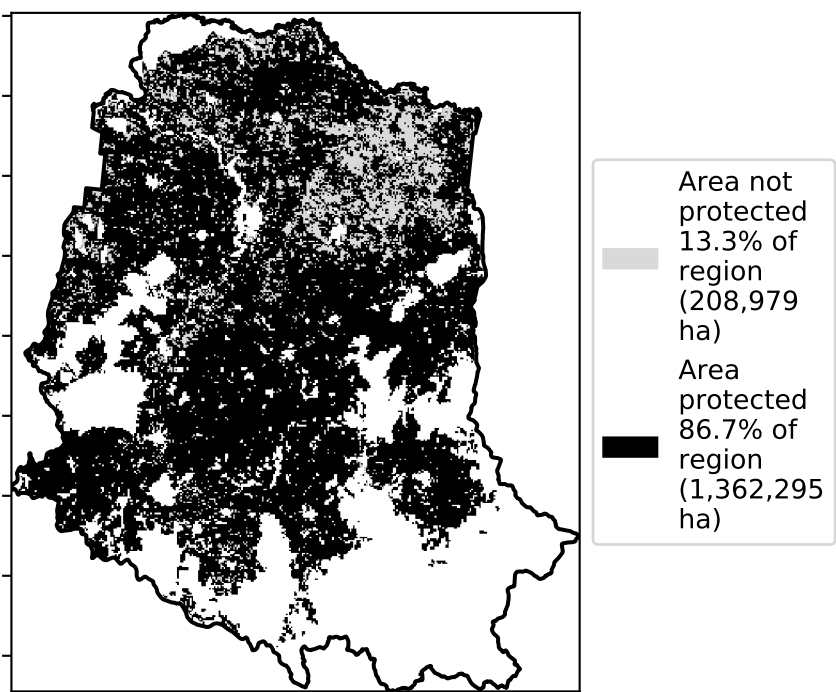 Area not
protected
13.3% of
region
(208,979
ha)
Area
protected
86.7% of
region
(1,362,295
ha)